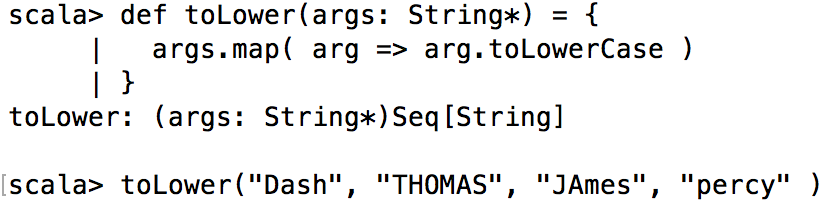 scala> def toLower(args: String*) = {
     |   args.map( arg => arg.toLowerCase )
     | }
toLower: (args: String*)Seq[String]
[scala> toLower("Dash", "THOMAS", "JAmes", "percy" )